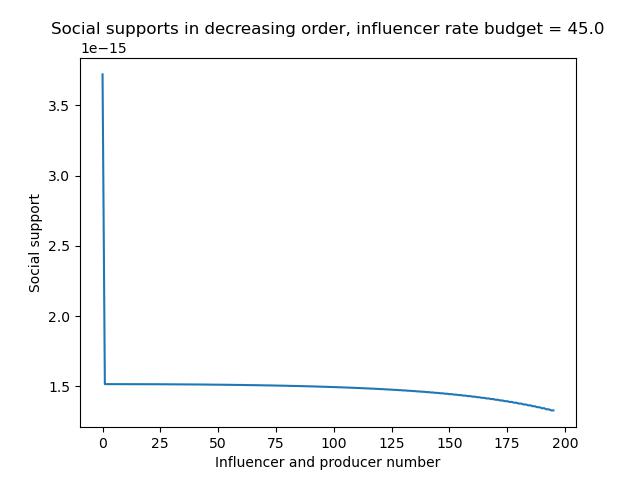 Social supports in decreasing order, influencer rate budget = 45.0
1e−15
3.5
3.0
2.5
2.0
1.5
Social support
0 25 50 75 100 125 150 175 200
Influencer and producer number